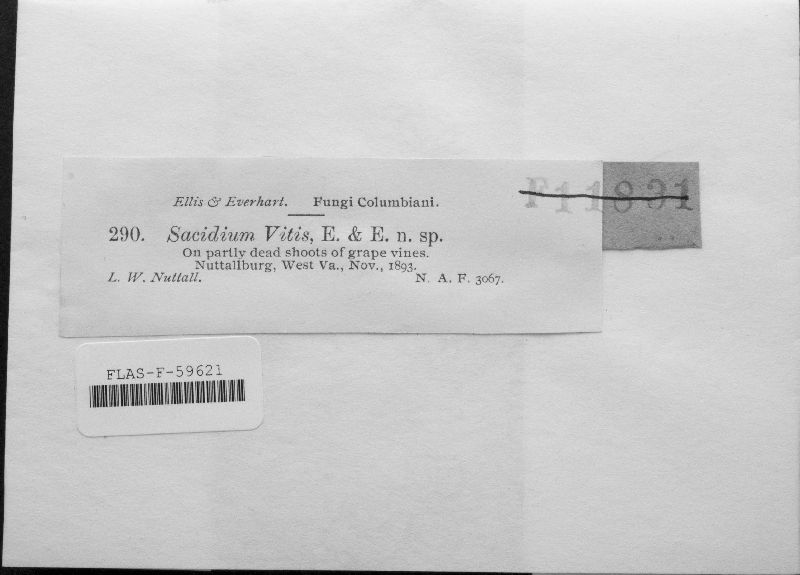 Ellis & Everhart. Fungi Columbiani.
F11831
290. Sacidium Vitis, E. & E. n. sp.
On partly dead shoots of grape vines.
Nuttallburg, West Va., Nov., 1893.
L. W. Nuttall. N. A. F. 3067.
FLAS-F-59621